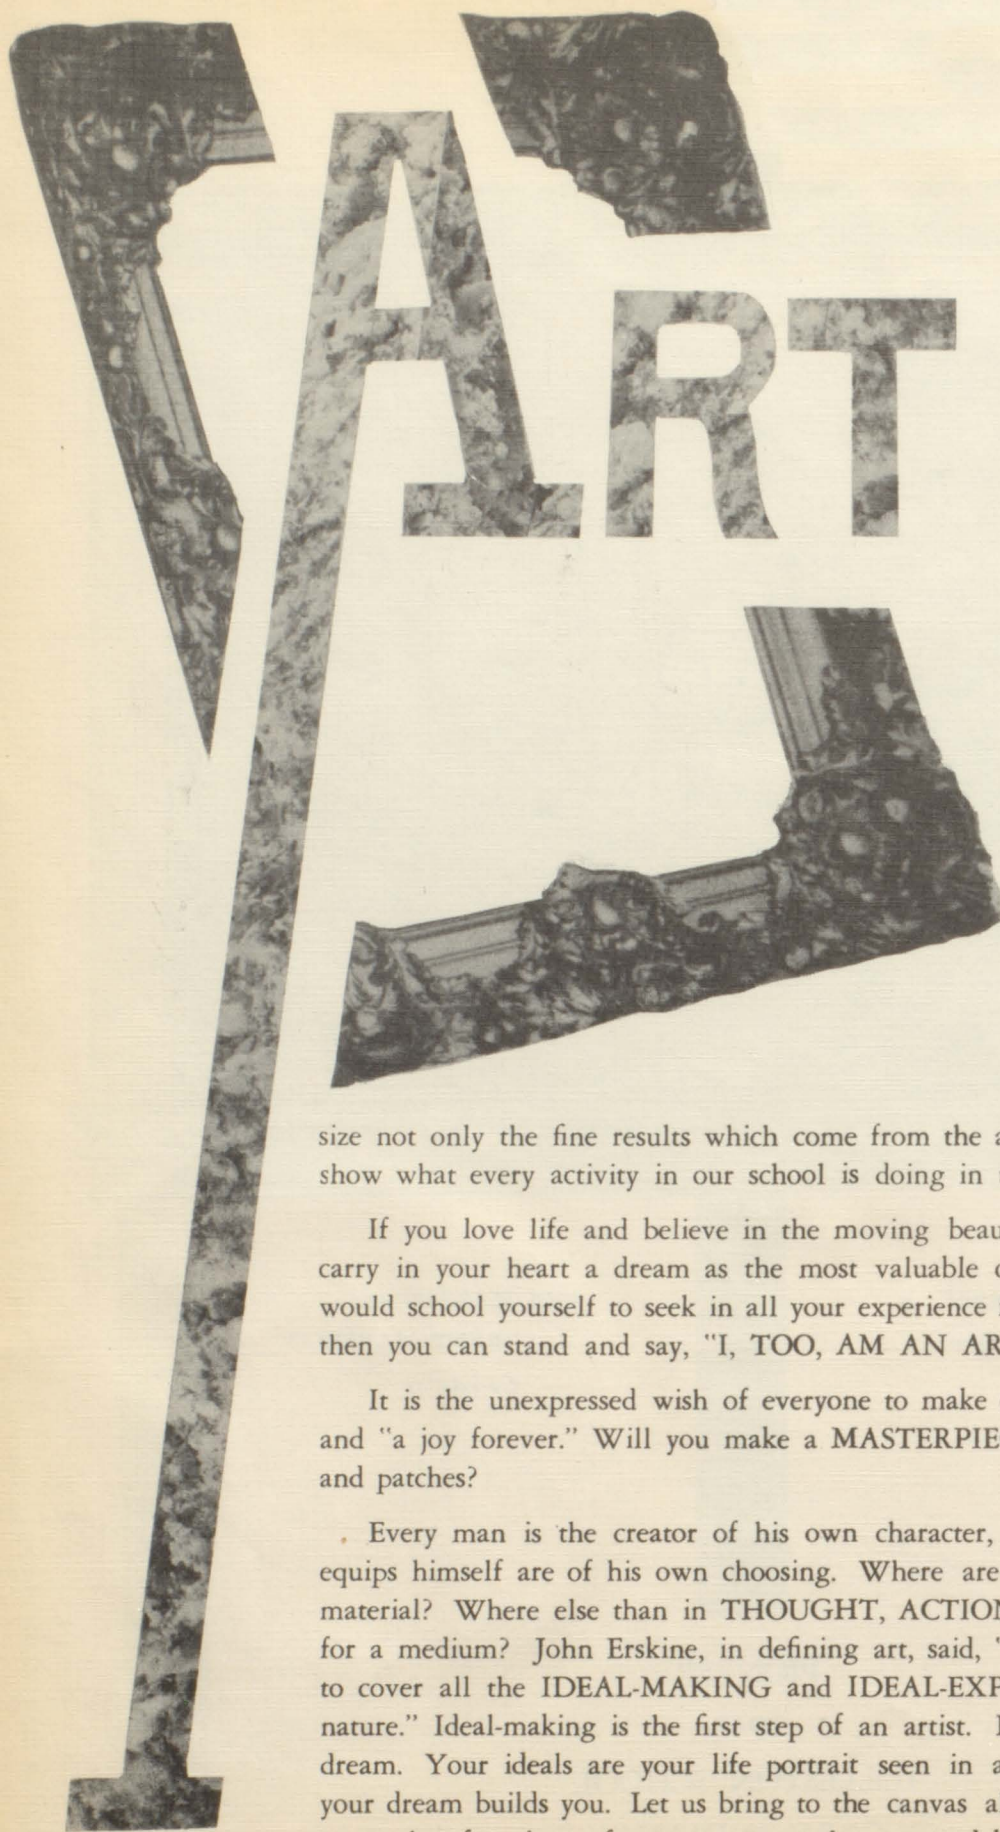 ART
size not only the fine results which come from the
show what every activity in our school is doing in
If you love life and believe in the moving
carry in your heart a dream as the most valuable
would school yourself to seek in all your experience
then you can stand and say, "I, TOO, AM AN
It is the unexpressed wish of everyone to make
and "a joy forever." Will you make a
and patches?
Every man is the creator of his own character,
equips himself are of his own choosing. Where are
material? Where else than in THOUGHT,
for a medium? John Erskine, in defining art, said,
to cover all the IDEAL-MAKING and
nature." Ideal-making is the first step of an artist.
dream. Your ideals are your life portrait seen in
your dream builds you. Let us bring to the canvas